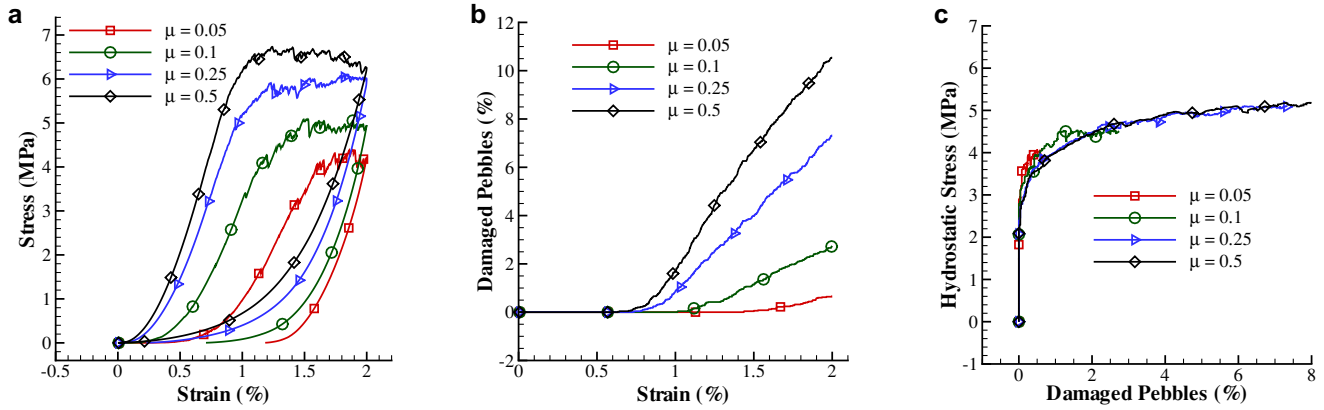 a
μ = 0.05
μ = 0.1
μ = 0.25
μ = 0.5
7
6
5
4
3
2
1
0
Stress (MPa)
-0.5
0
0.5
1
1.5
2
Strain (%)
b
μ = 0.05
μ = 0.1
μ = 0.25
μ = 0.5
12
10
8
6
4
2
0
-2
Damaged Pebbles (%)
0
0.5
1
1.5
2
Strain (%)
c
7
6
5
4
3
2
1
0
-1
Hydrostatic Stress (MPa)
μ = 0.05
μ = 0.1
μ = 0.25
μ = 0.5
0
2
4
6
8
Damaged Pebbles (%)